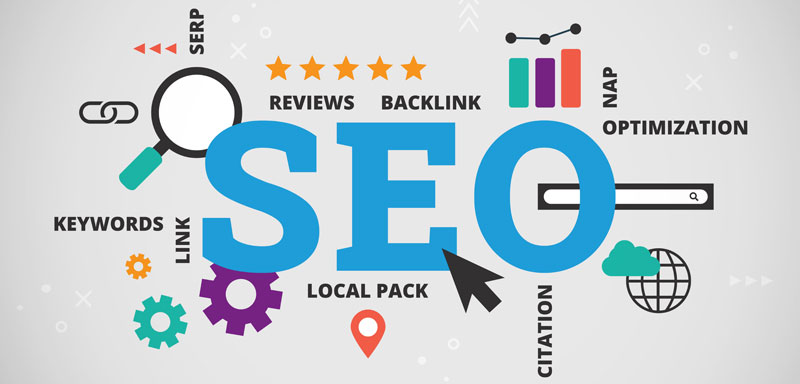 SERP
REVIEWS
BACKLINK
NAP
OPTIMIZATION
SEO
KEYWORDS
LINK
LOCAL PACK
CITATION